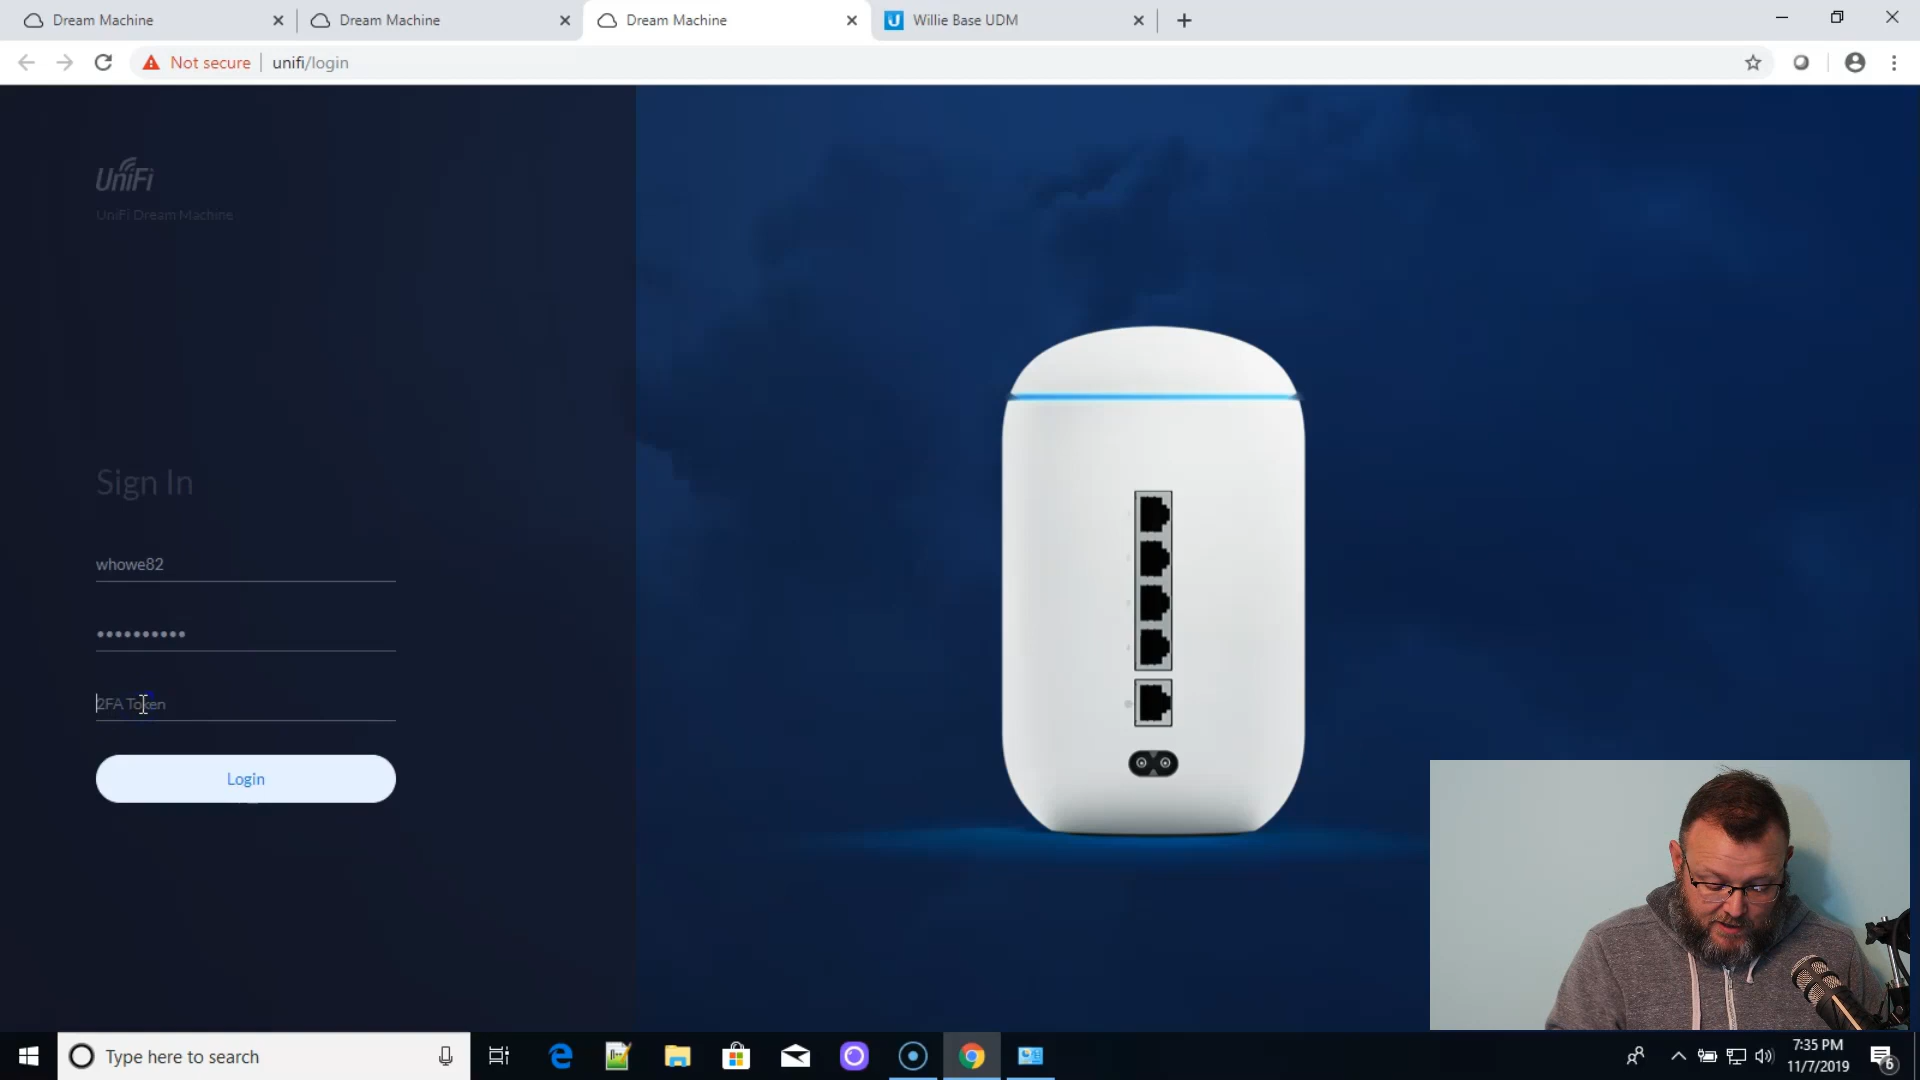 Dream Machine
Dream Machine
Dream Machine
Willie Base UDM
Not secure
unifi/login
UniFi
UniFi Dream Machine
Sign In
whowe82
••••••••••
2FA Token
Login
Type here to search
7:35 PM
11/7/2019
6